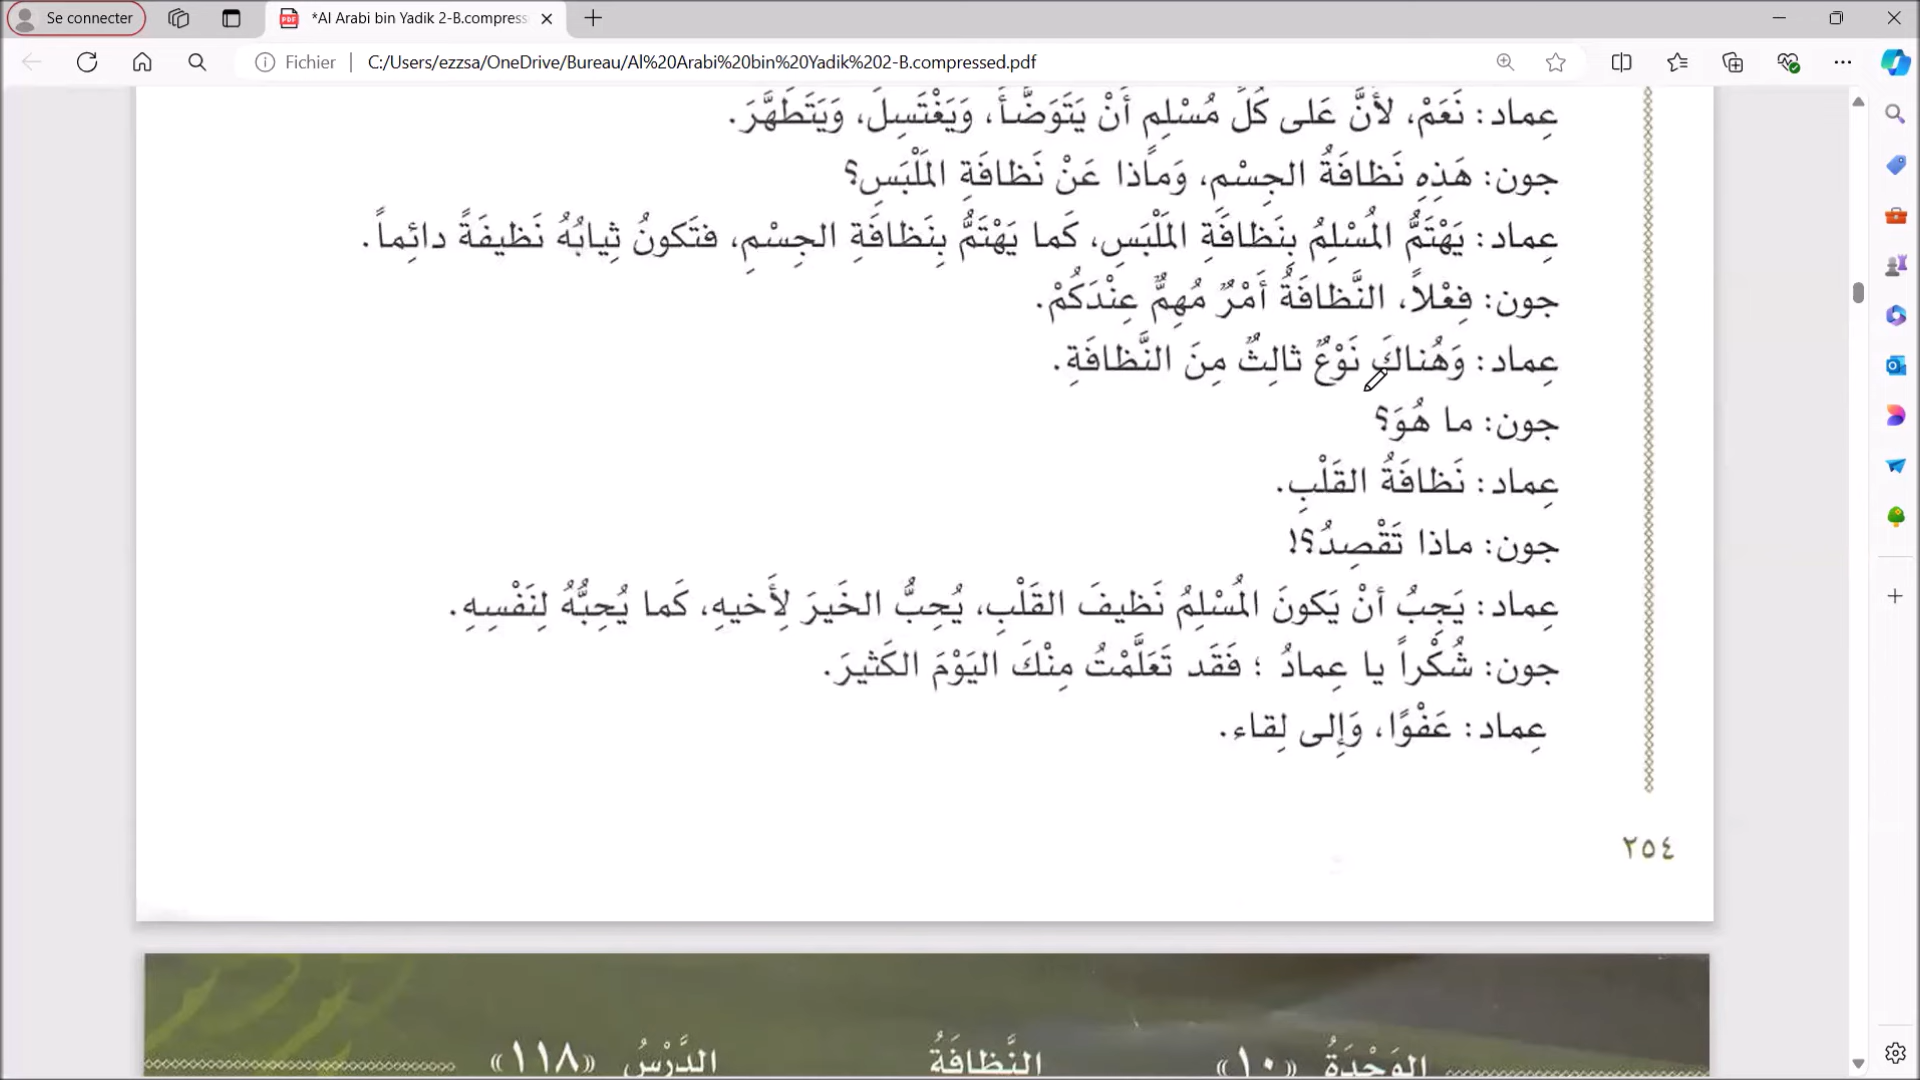 Se connecter
*Al Arabi bin Yadik 2-B.compress
Fichier
C:/Users/ezzsa/OneDrive/Bureau/Al%20Arabi%20bin%20Yadik%202-B.compressed.pdf
عِماد: نَعَمْ، لأَنَّ عَلى كُلِّ مُسْلِمٍ أَنْ يَتَوَضَّأَ، وَيَغْتَسِلَ، وَيَتَطَهَّرَ.
جون: هَذِهِ نَظافَةُ الجِسْمِ، وَماذا عَنْ نَظافَةِ المَلْبَسِ؟
عِماد: يَهْتَمُّ المُسْلِمُ بِنَظافَةِ المَلْبَسِ، كَما يَهْتَمُّ بِنَظافَةِ الجِسْمِ، فتَكونُ ثِيابُهُ نَظيفَةً دائِماً.
جون: فِعْلاً، النَّظافَةُ أَمْرٌ مُهِمٌّ عِنْدَكُمْ.
عِماد: وَهُناكَ نَوْعٌ ثالِثٌ مِنَ النَّظافَةِ.
جون: ما هُوَ؟
عِماد: نَظافَةُ القَلْبِ.
جون: ماذا تَقْصِدُ؟!
عِماد: يَجِبُ أنْ يَكونَ المُسْلِمُ نَظيفَ القَلْبِ، يُحِبُّ الخَيرَ لِأَخيهِ، كَما يُحِبُّهُ لِنَفْسِهِ.
جون: شُكْراً يا عِمادُ ؛ فَقَد تَعَلَّمْتُ مِنْكَ اليَوْمَ الكَثيرَ.
عِماد: عَفْوًا، وَإِلى لِقاء.
٢٥٤
الوَحْدَةُ «١٠» النَّظافَةُ الدَّرْسُ «١١٨»